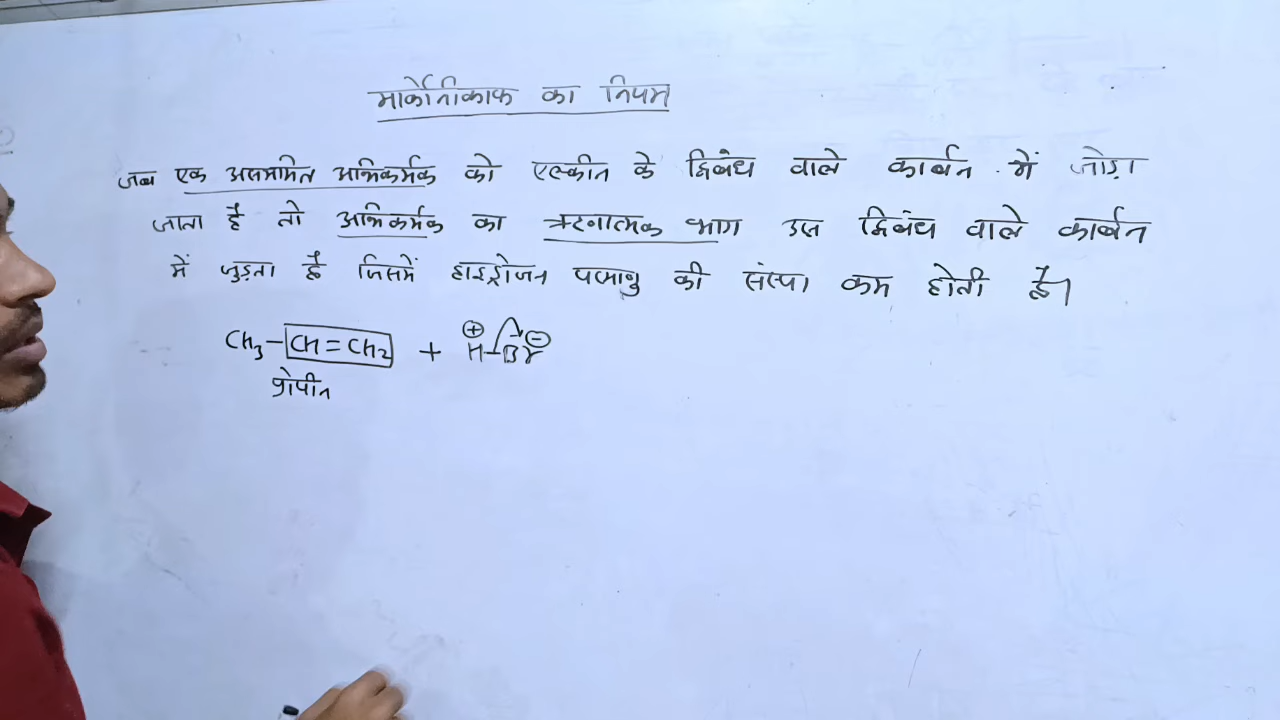 मार्कोनीकाफ का नियम
जब एक असममित अभिकर्मक को एल्कीन के द्विबंध वाले कार्बन में जोड़ा
जाता है तो अभिकर्मक का ऋणात्मक भाग उस द्विबंध वाले कार्बन
में जुड़ता है जिसमें हाइड्रोजन परमाणु की संख्या कम होती है।
CH₃-CH=CH₂ + H-Br
⊕ ⊖
प्रोपीन